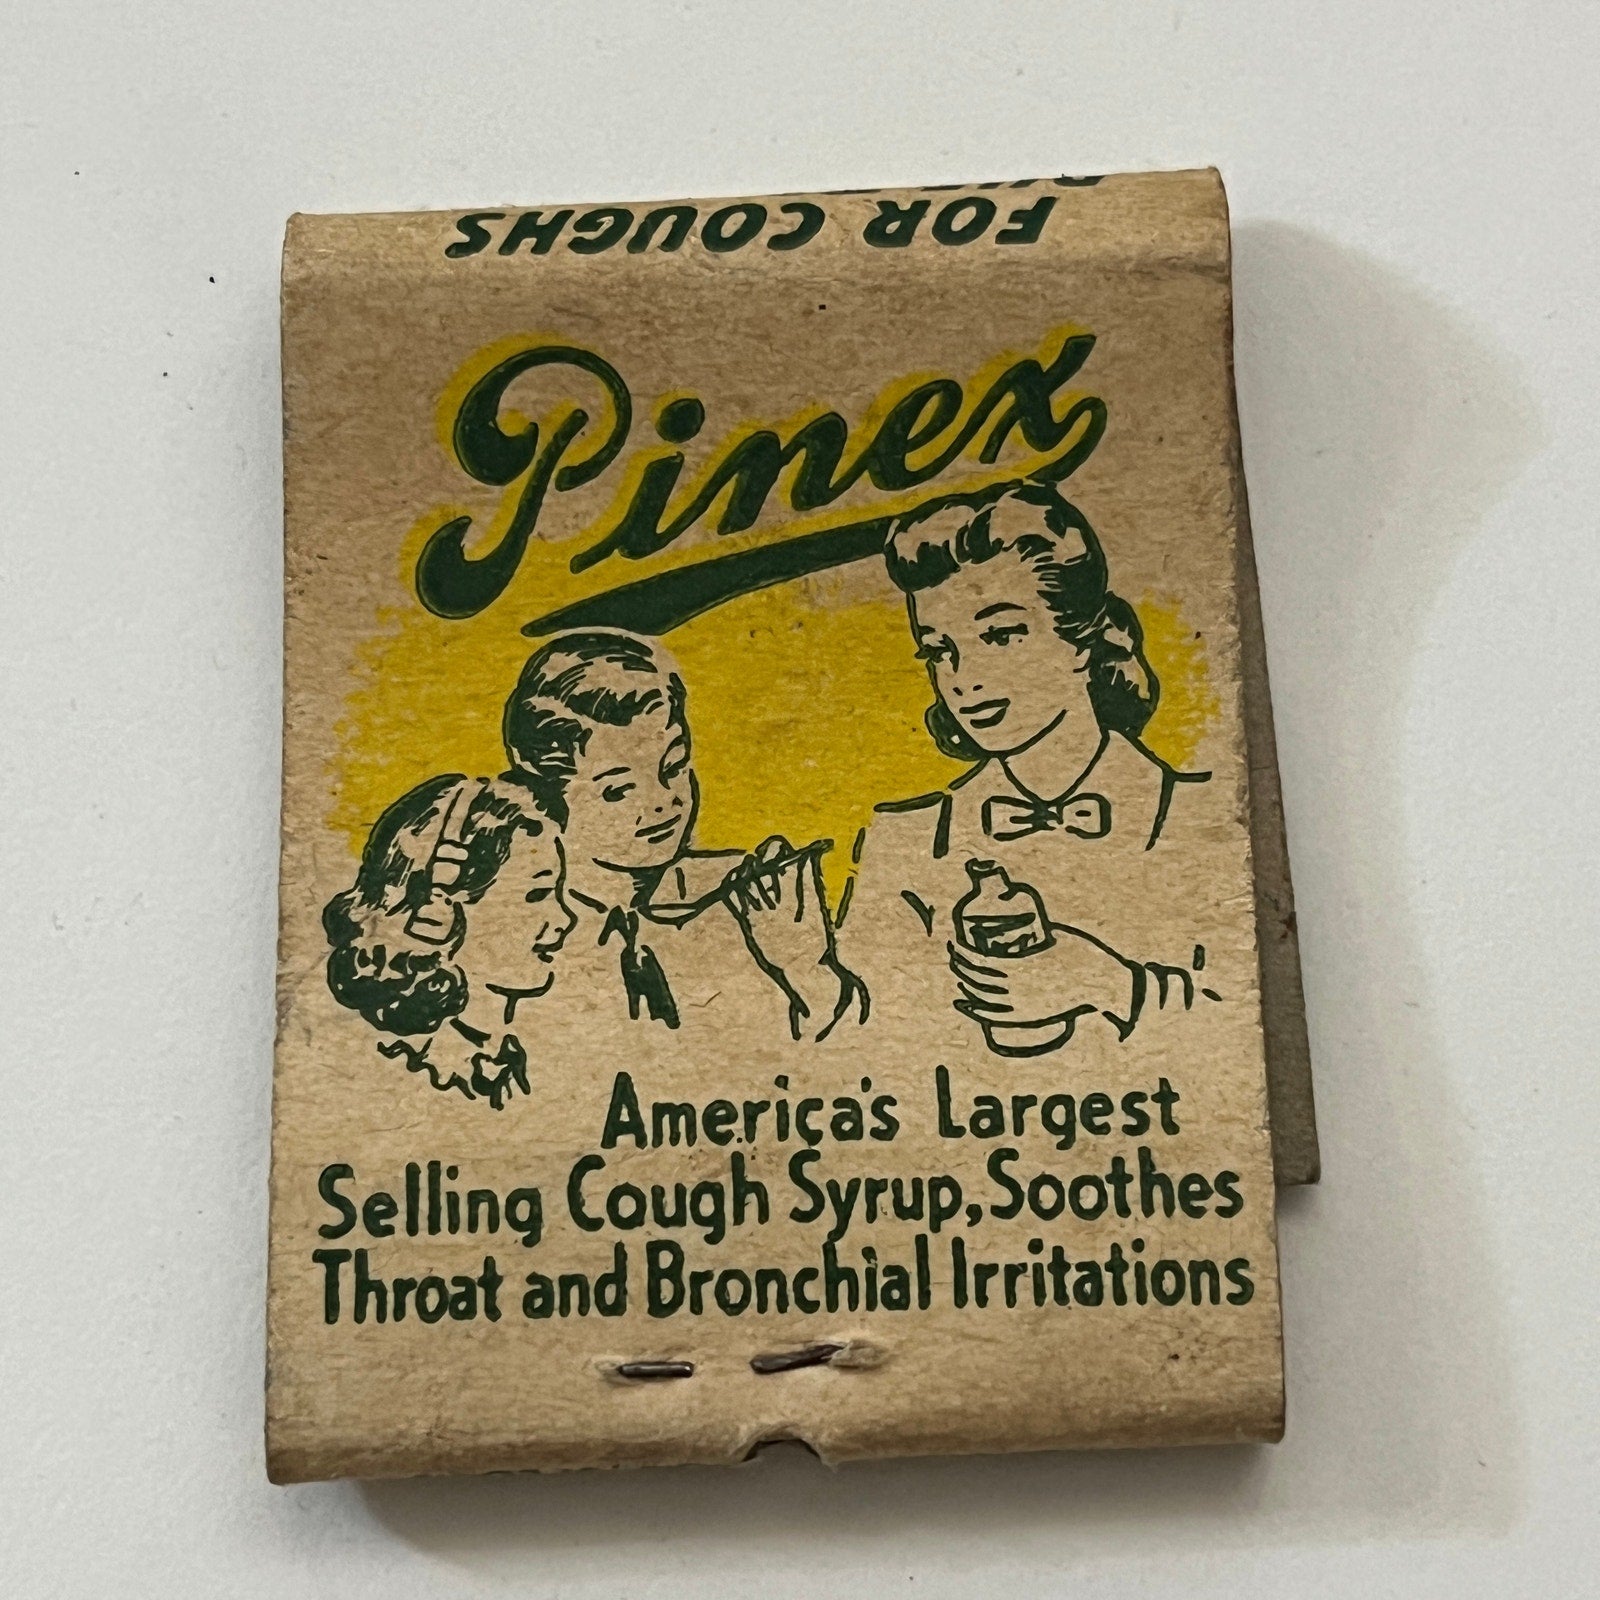 FOR COUGHS
Pinex
America's Largest
Selling Cough Syrup, Soothes
Throat and Bronchial Irritations